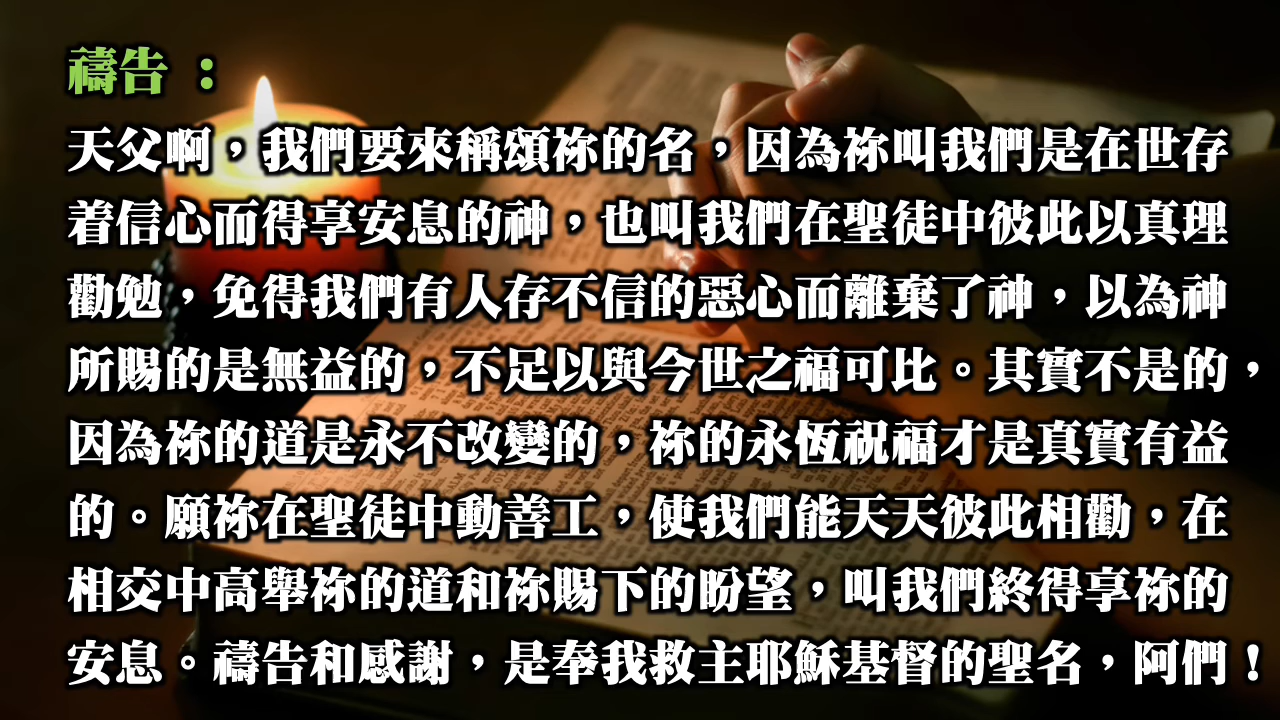 禱告：
天父啊，我們要來稱頌祢的名，因為祢叫我們是在世存
着信心而得享安息的神，也叫我們在聖徒中彼此以真理
勸勉，免得我們有人存不信的惡心而離棄了神，以為神
所賜的是無益的，不足以與今世之福可比。其實不是的，
因為祢的道是永不改變的，祢的永恆祝福才是真實有益
的。願祢在聖徒中動善工，使我們能天天彼此相勸，在
相交中高舉祢的道和祢賜下的盼望，叫我們終得享祢的
安息。禱告和感謝，是奉我救主耶穌基督的聖名，阿們！